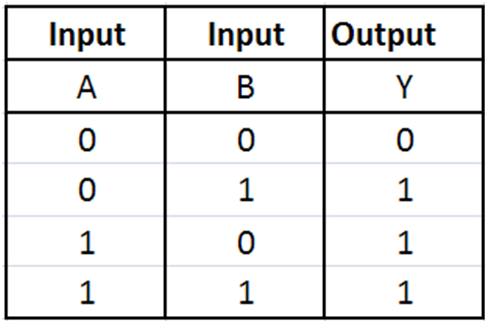 Input Input Output
A B Y
0 0 0
0 1 1
1 0 1
1 1 1